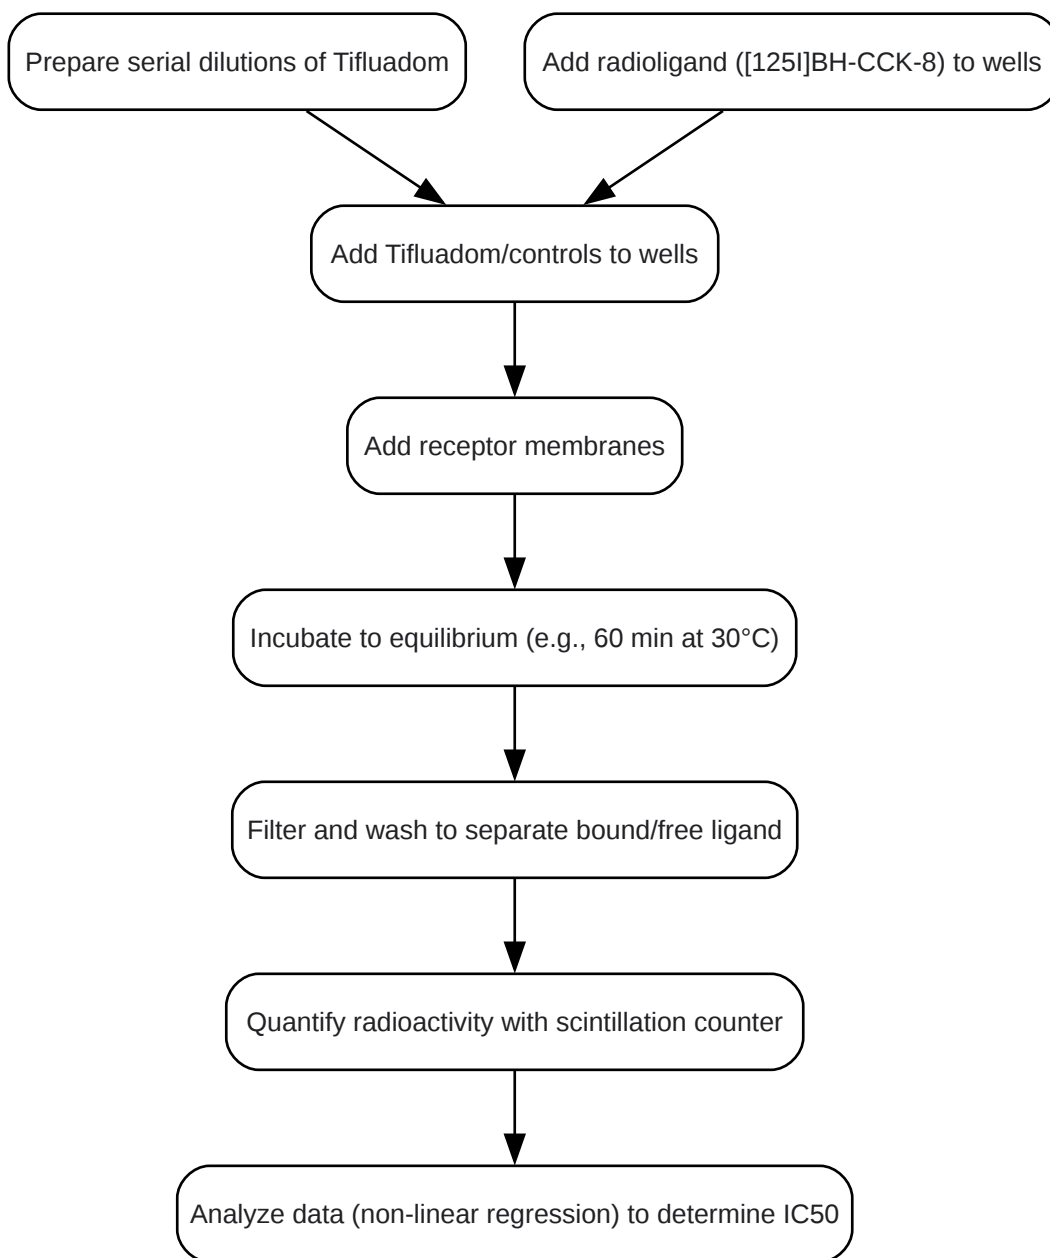 Prepare serial dilutions of Tifluadom
Add radioligand ([125I]BH-CCK-8) to wells
Add Tifluadom/controls to wells
Add receptor membranes
Incubate to equilibrium (e.g., 60 min at 30°C)
Filter and wash to separate bound/free ligand
Quantify radioactivity with scintillation counter
Analyze data (non-linear regression) to determine IC50